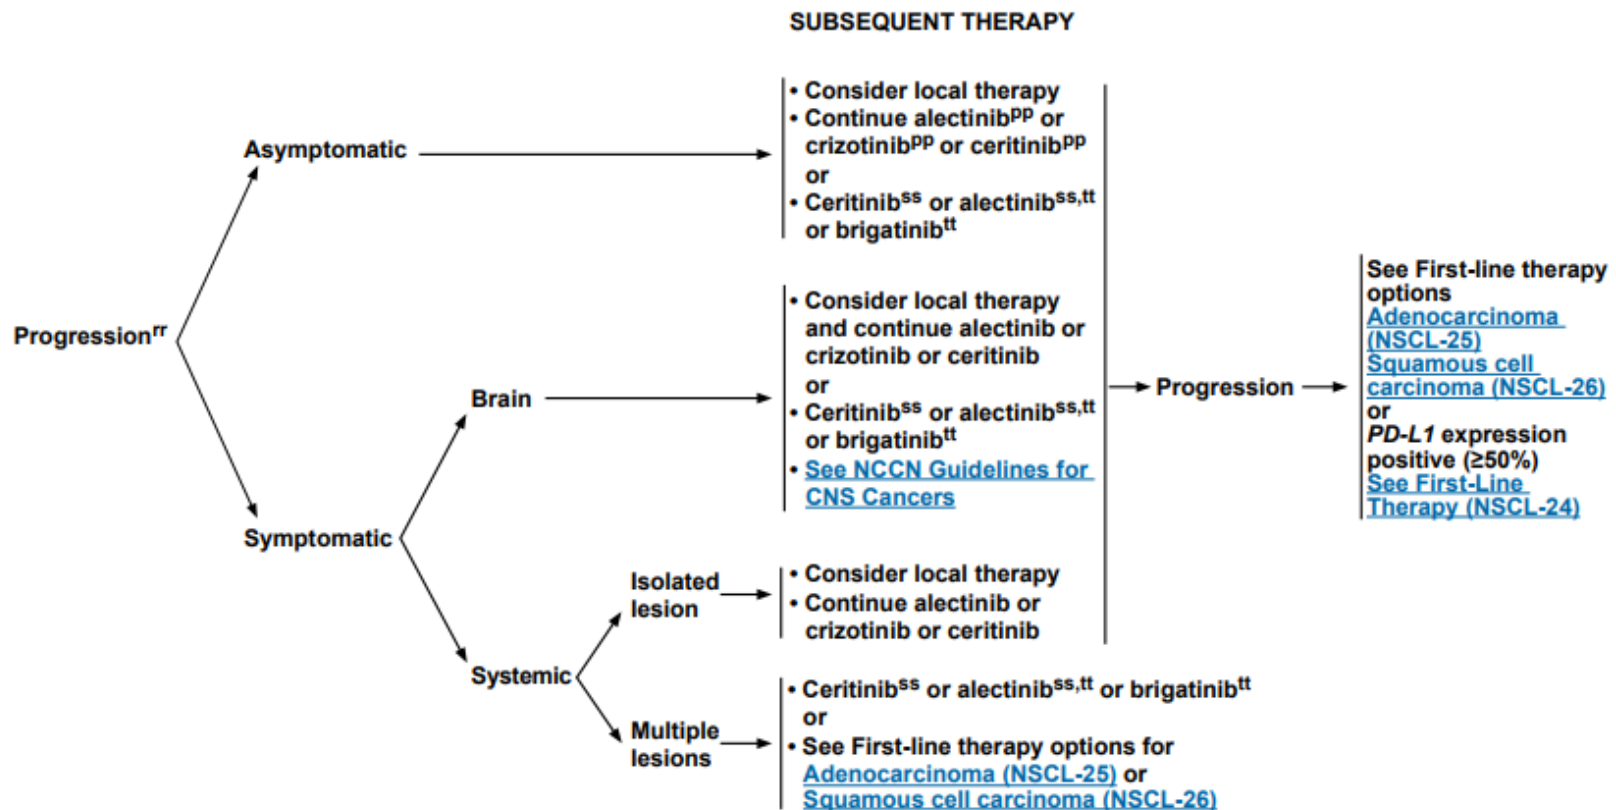 SUBSEQUENT THERAPY
Progressionrr
Asymptomatic
• Consider local therapy
• Continue alectinibpp or
crizotinibpp or ceritinibpp
or
• Ceritinibss or alectinibss,tt
or brigatinibtt
Symptomatic
Brain
• Consider local therapy
and continue alectinib or
crizotinib or ceritinib
or
• Ceritinibss or alectinibss,tt
or brigatinibtt
• See NCCN Guidelines for
CNS Cancers
Systemic
Isolated
lesion
• Consider local therapy
• Continue alectinib or
crizotinib or ceritinib
Multiple
lesions
• Ceritinibss or alectinibss,tt or brigatinibtt
or
• See First-line therapy options for
Adenocarcinoma (NSCL-25) or
Squamous cell carcinoma (NSCL-26)
Progression
See First-line therapy
options
Adenocarcinoma
(NSCL-25)
Squamous cell
carcinoma (NSCL-26)
or
PD-L1 expression
positive (≥50%)
See First-Line
Therapy (NSCL-24)